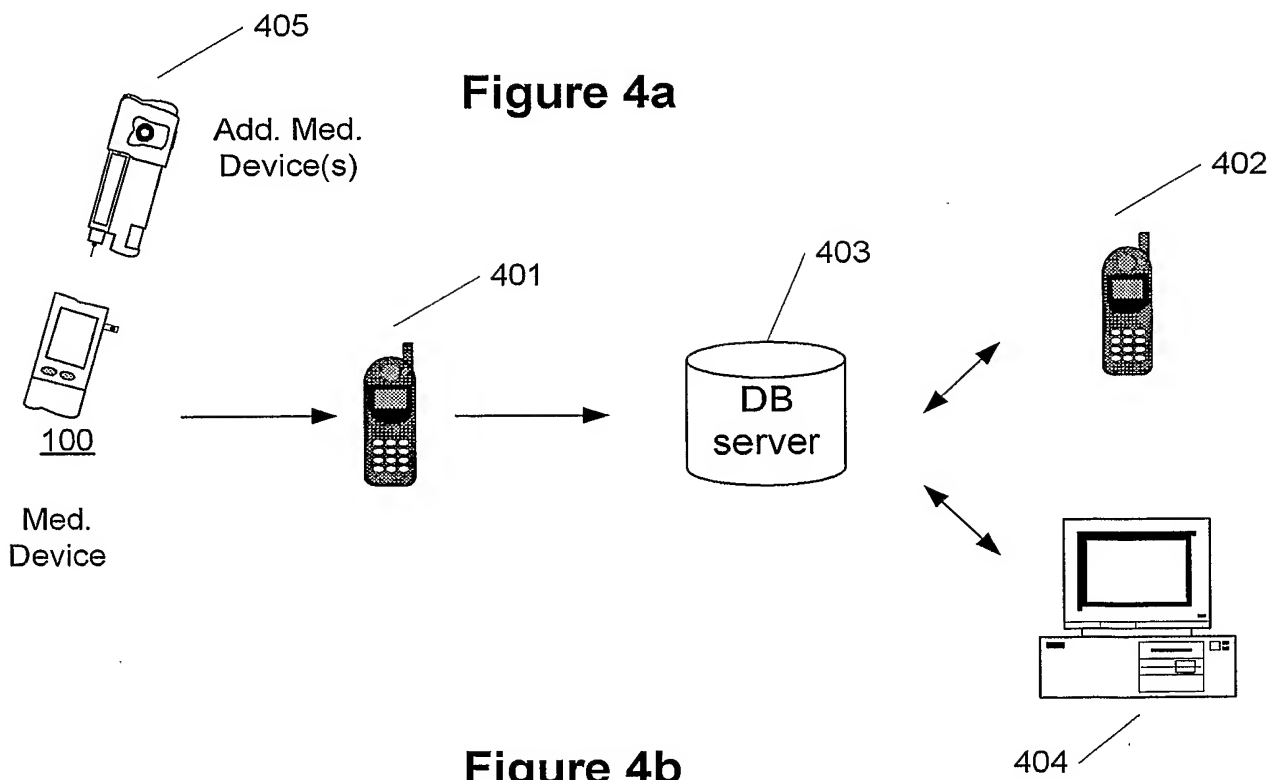 405
Figure 4a
Add. Med.
Device(s)
402
403
401
DB
server
100
Med.
Device
404
Figure 4b